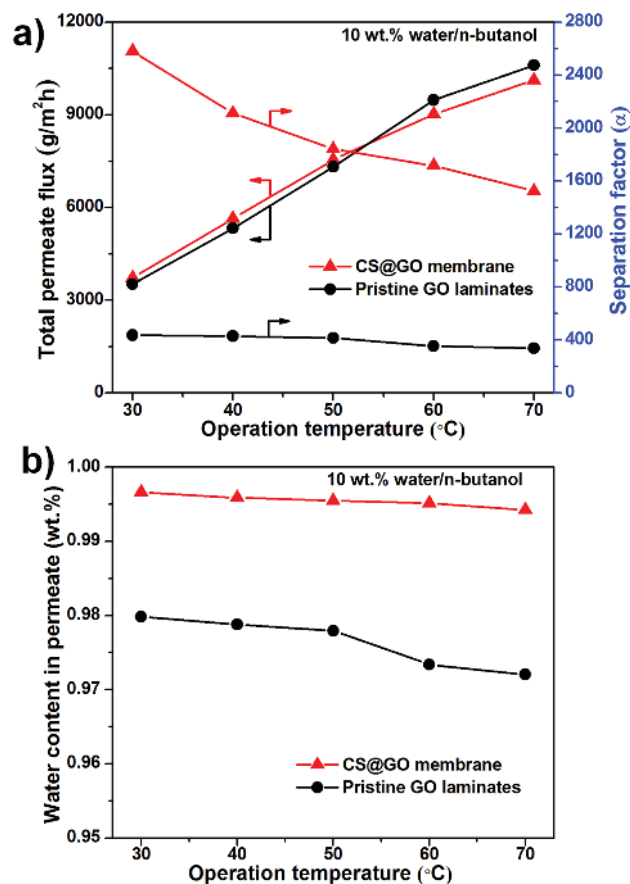 a)
10 wt.% water/n-butanol
12000
9000
6000
3000
0
Total permeate flux (g/m²h)
2800
2400
2000
1600
1200
800
400
0
Separation factor (α)
CS@GO membrane
Pristine GO laminates
30 40 50 60 70
Operation temperature (°C)
b)
10 wt.% water/n-butanol
1.00
0.99
0.98
0.97
0.96
0.95
Water content in permeate (wt.%)
CS@GO membrane
Pristine GO laminates
30 40 50 60 70
Operation temperature (°C)